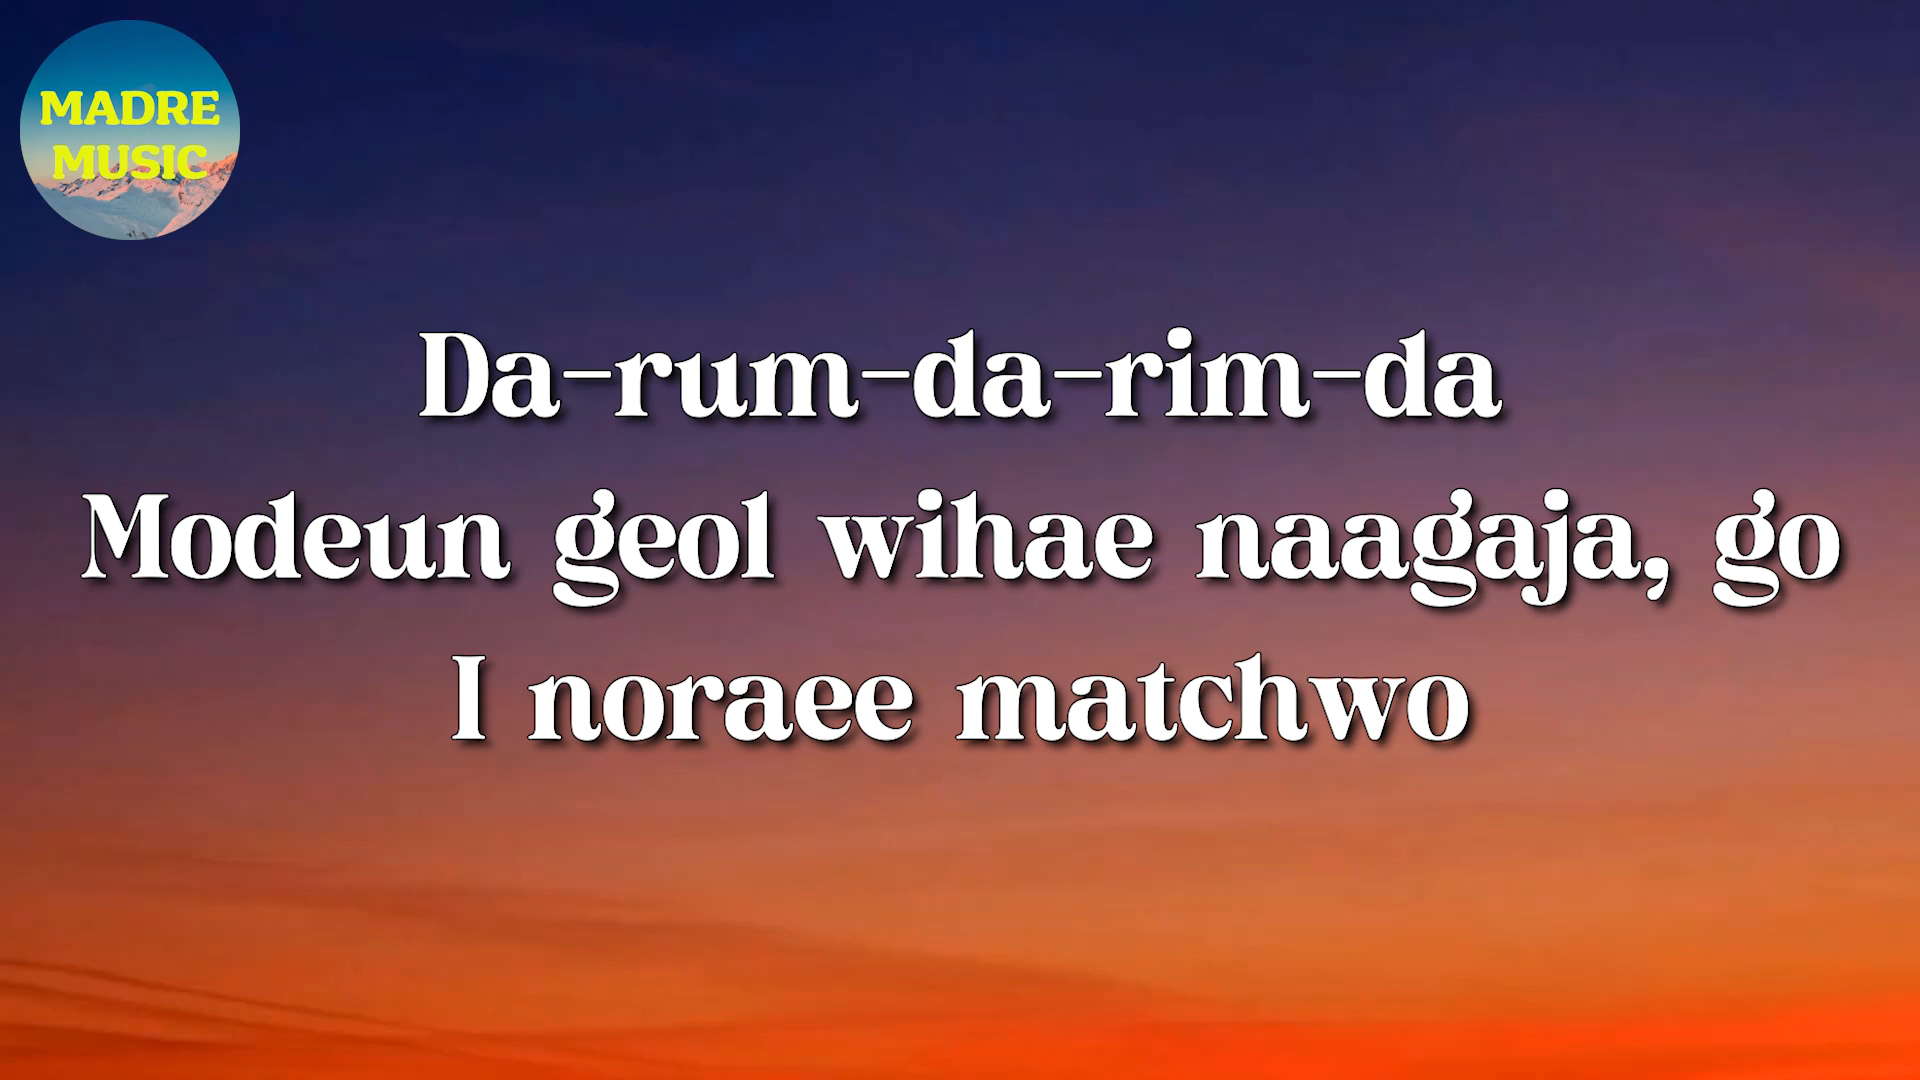 MADRE
MUSIC
Da-rum-da-rim-da
Modeun geol wihae naagaja, go
I noraee matchwo